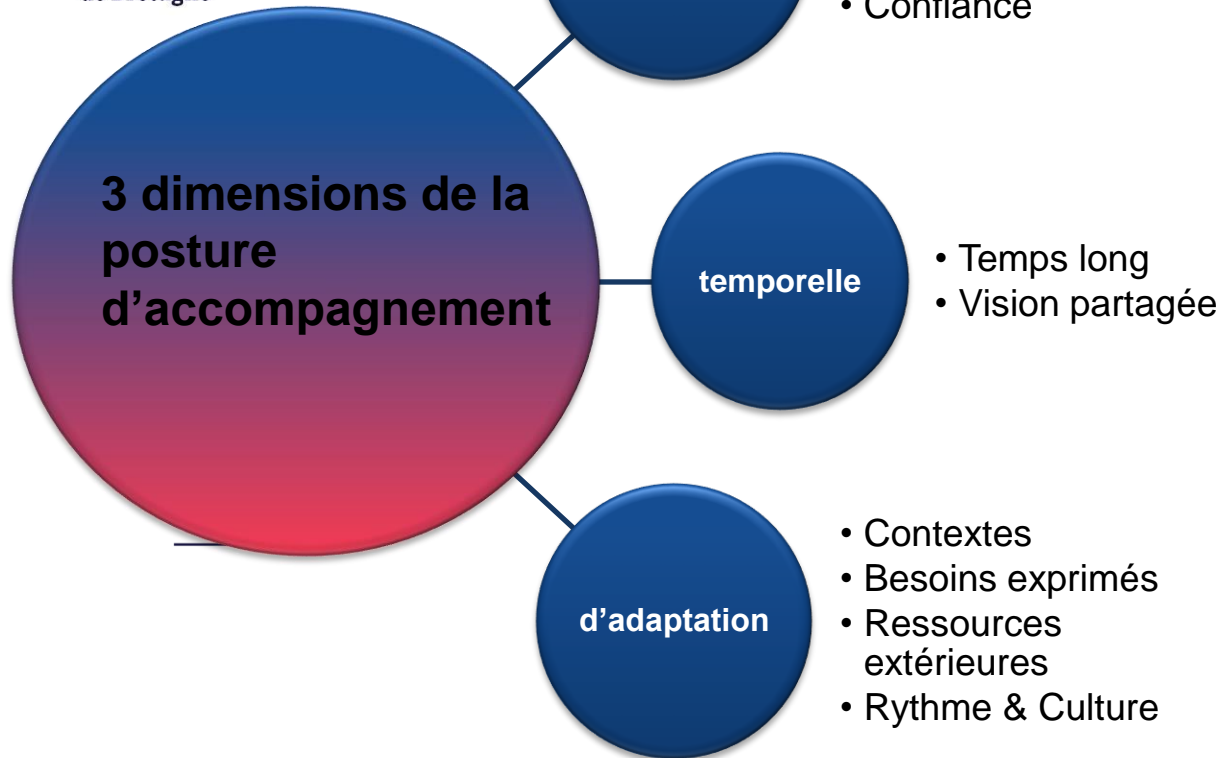 • Confiance
3 dimensions de la
posture
d’accompagnement
temporelle
• Temps long
• Vision partagée
d’adaptation
• Contextes
• Besoins exprimés
• Ressources
extérieures
• Rythme & Culture